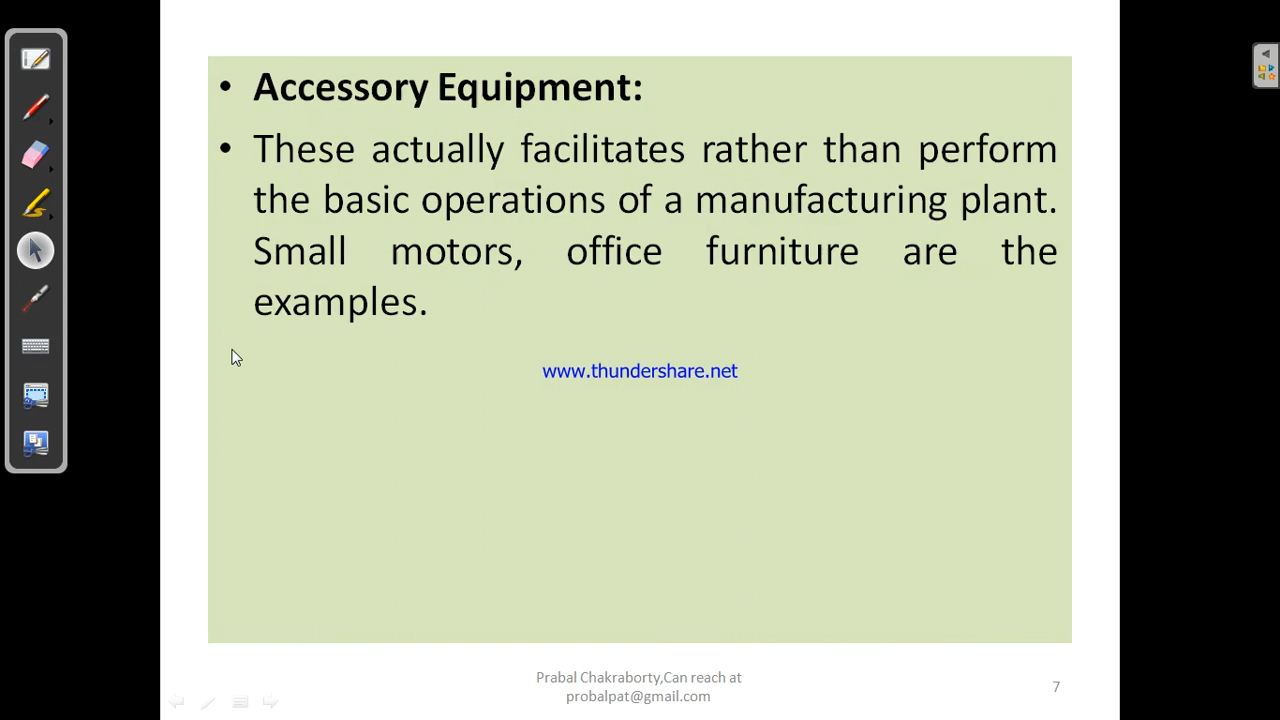 • Accessory Equipment:
• These actually facilitates rather than perform
the basic operations of a manufacturing plant.
Small motors, office furniture are the
examples.
www.thundershare.net
Prabal Chakraborty,Can reach at
probalpat@gmail.com
7